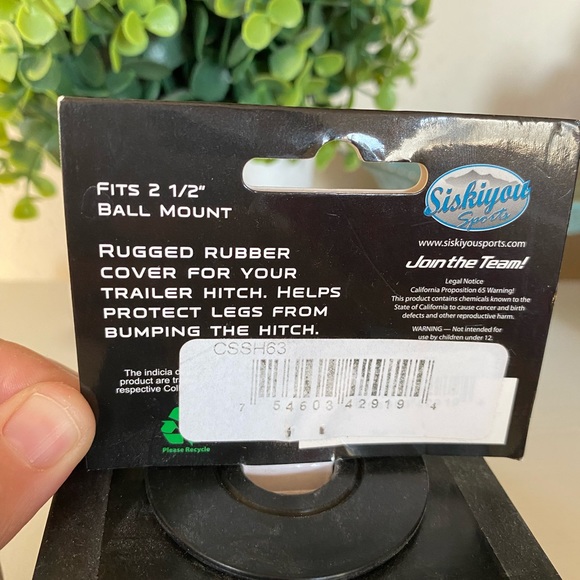 FITS 2 1/2"
BALL MOUNT
RUGGED RUBBER
COVER FOR YOUR
TRAILER HITCH. HELPS
PROTECT LEGS FROM
BUMPING THE HITCH.
The indicia
product are
respective
Please Recycle
Siskiyou
Sports
www.siskiyousports.com
Join the Team!
Legal Notice
California Proposition 65 Warning!
This product contains chemicals known to the
State of California to cause cancer and birth
defects and other reproductive harm.
WARNING — Not intended for
use by children under 12.
CSSH63
7 54603 42919 4